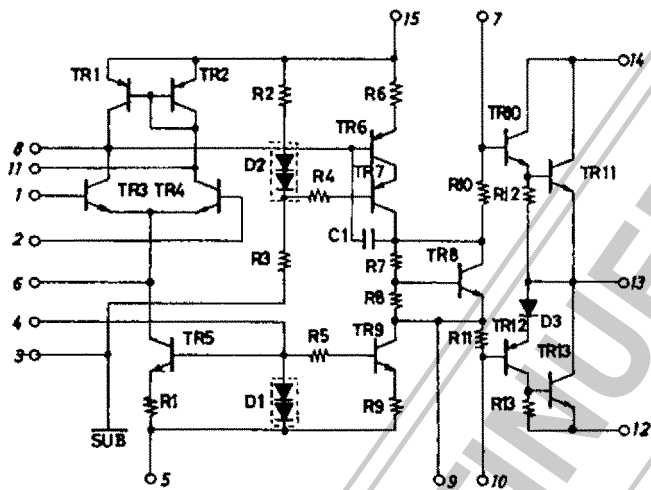 15 7
TR1 TR2 14
R2 R6
TR6 TR10
8 D2 TR7 TR11
11 R4 R10 R12
1 TR3 TR4
2 C1
R3 R7 TR8
6 13
R8 D3
4 TR9 R11 TR12
3 TR5 R5 TR13
R1 D1 R9 R13
SUB 12
5 9 10
TINUE